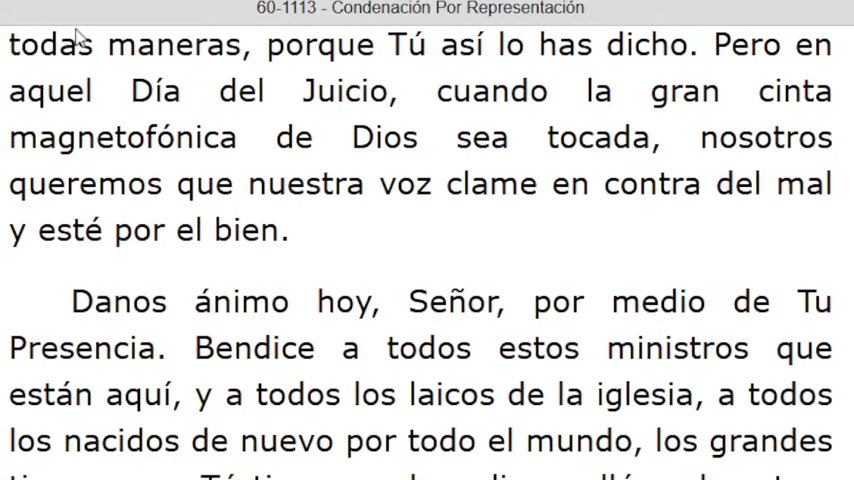 60-1113 - Condenación Por Representación
todas maneras, porque Tú así lo has dicho. Pero en
aquel Día del Juicio, cuando la gran cinta
magnetofónica de Dios sea tocada, nosotros
queremos que nuestra voz clame en contra del mal
y esté por el bien.
Danos ánimo hoy, Señor, por medio de Tu
Presencia. Bendice a todos estos ministros que
están aquí, y a todos los laicos de la iglesia, a todos
los nacidos de nuevo por todo el mundo, los grandes